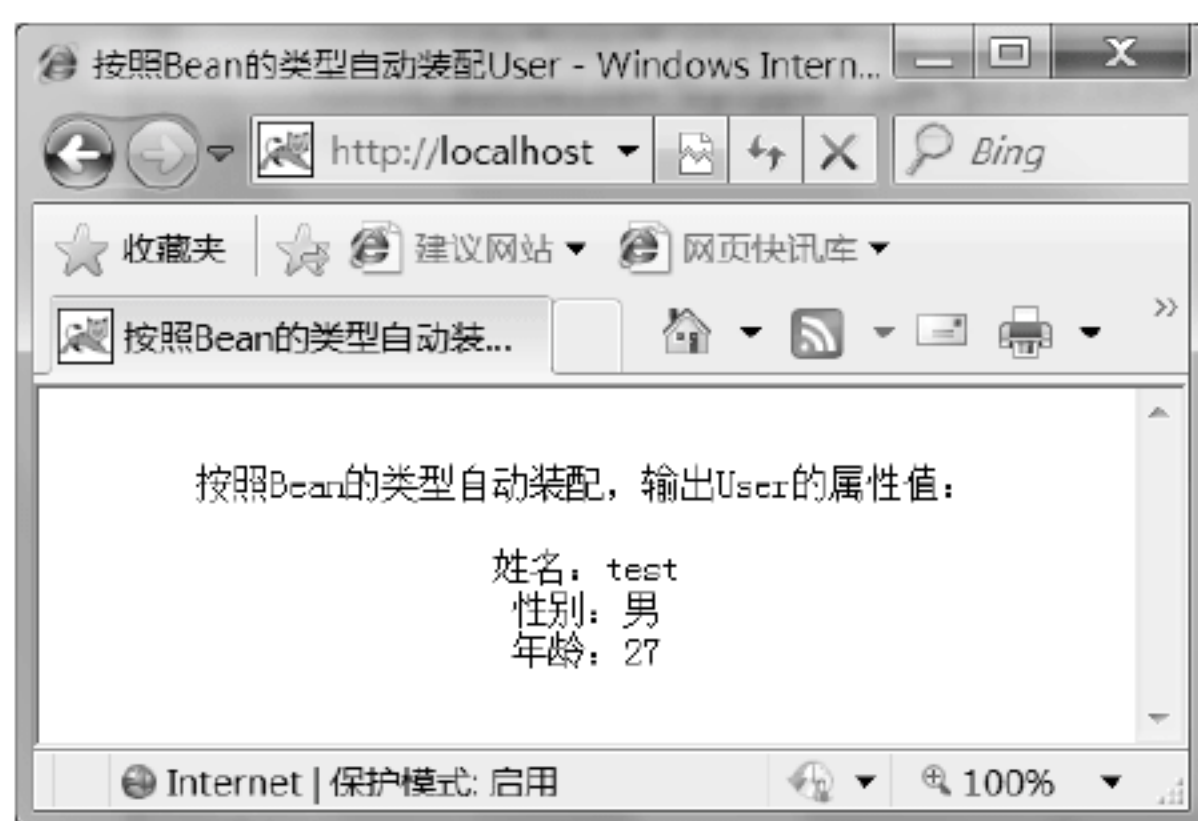 按照Bean的类型自动装配User - Windows Intern...
http://localhost
Bing
收藏夹
建议网站
网页快讯库
按照Bean的类型自动装...
按照Bean的类型自动装配，输出User的属性值：
姓名：test
性别：男
年龄：27
Internet | 保护模式: 启用
100%